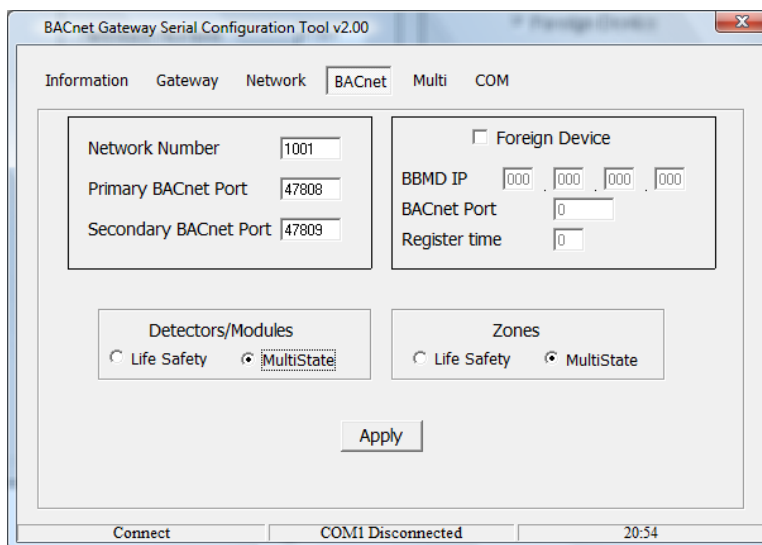 BACnet Gateway Serial Configuration Tool v2.00
Information Gateway Network BACnet Multi COM
Network Number 1001
Primary BACnet Port 47808
Secondary BACnet Port 47809
Foreign Device
BBMD IP 000 . 000 . 000 . 000
BACnet Port 0
Register time 0
Detectors/Modules
Life Safety MultiState
Zones
Life Safety MultiState
Apply
Connect COM1 Disconnected 20:54